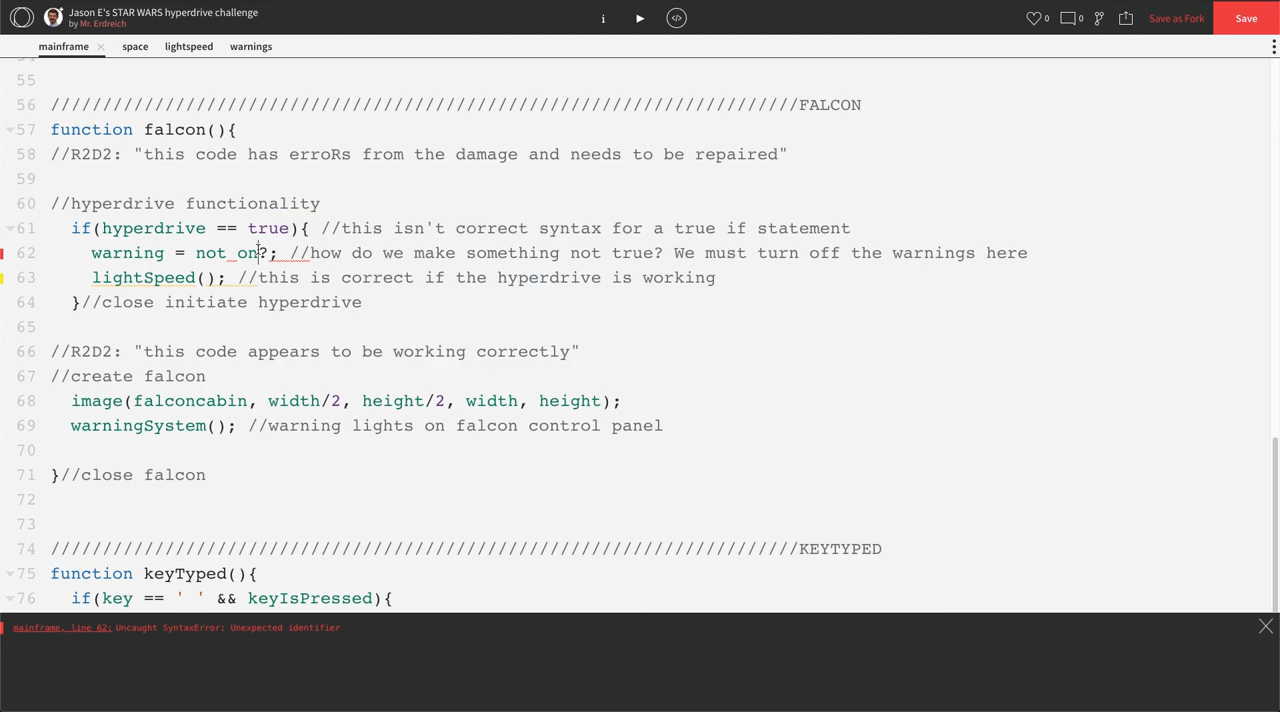 Jason E's STAR WARS hyperdrive challenge
by Mr. Erdreich
i
</>
0
0
Save as Fork
Save
mainframe
space
lightspeed
warnings
55
56 ////////////////////////////////////////////////////////////////////////FALCON
57 function falcon(){
58 //R2D2: "this code has erroRs from the damage and needs to be repaired"
59
60 //hyperdrive functionality
61 if(hyperdrive == true){ //this isn't correct syntax for a true if statement
62 warning = not on?; //how do we make something not true? We must turn off the warnings here
63 lightSpeed(); //this is correct if the hyperdrive is working
64 }//close initiate hyperdrive
65
66 //R2D2: "this code appears to be working correctly"
67 //create falcon
68 image(falconcabin, width/2, height/2, width, height);
69 warningSystem(); //warning lights on falcon control panel
70
71 }//close falcon
72
73
74 ////////////////////////////////////////////////////////////////////////KEYTYPED
75 function keyTyped(){
76 if(key == ' ' && keyIsPressed){
mainframe, line 62: Uncaught SyntaxError: Unexpected identifier